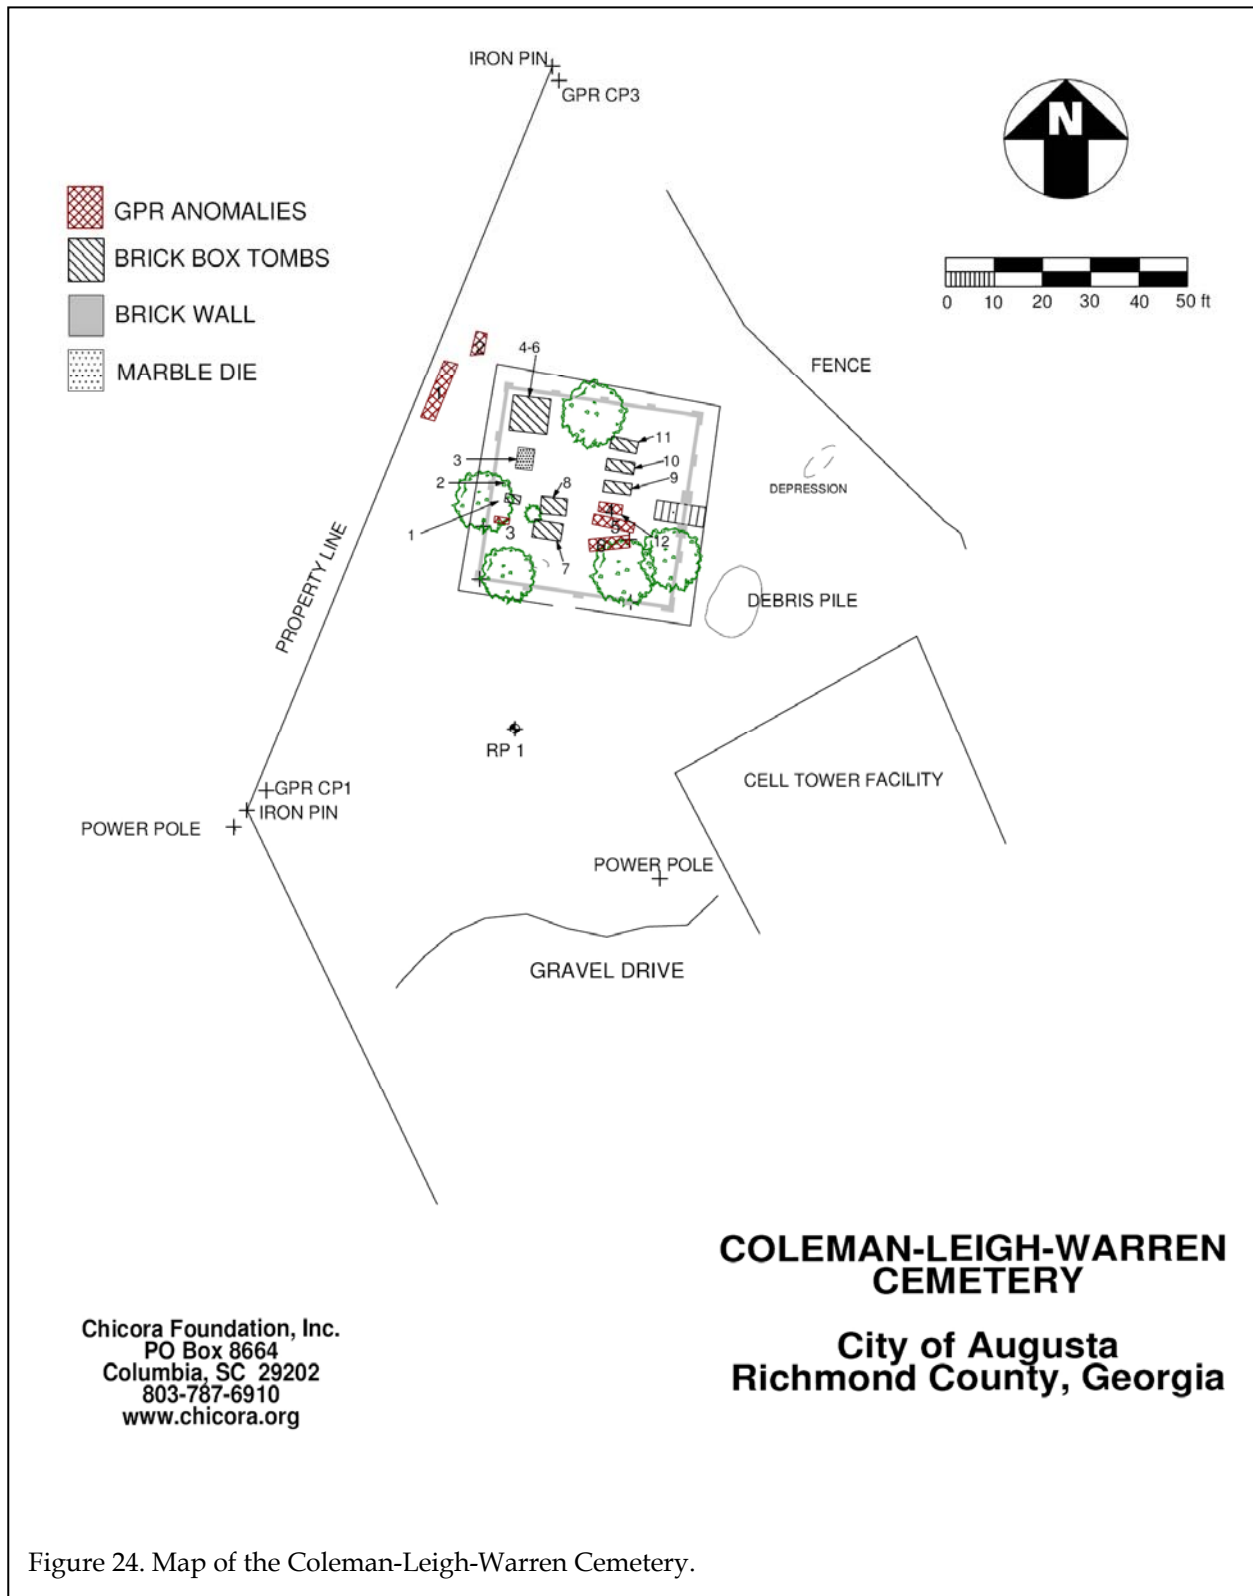 IRON PIN
GPR CP3
N
GPR ANOMALIES
BRICK BOX TOMBS
BRICK WALL
MARBLE DIE
0 10 20 30 40 50 ft
FENCE
4-6
2
1
11
3
10
9
2
8
DEPRESSION
1
3
4
5
12
6
7
PROPERTY LINE
DEBRIS PILE
RP 1
CELL TOWER FACILITY
GPR CP1
IRON PIN
POWER POLE
POWER POLE
GRAVEL DRIVE
COLEMAN-LEIGH-WARREN
CEMETERY
City of Augusta
Richmond County, Georgia
Chicora Foundation, Inc.
PO Box 8664
Columbia, SC 29202
803-787-6910
www.chicora.org
Figure 24. Map of the Coleman-Leigh-Warren Cemetery.